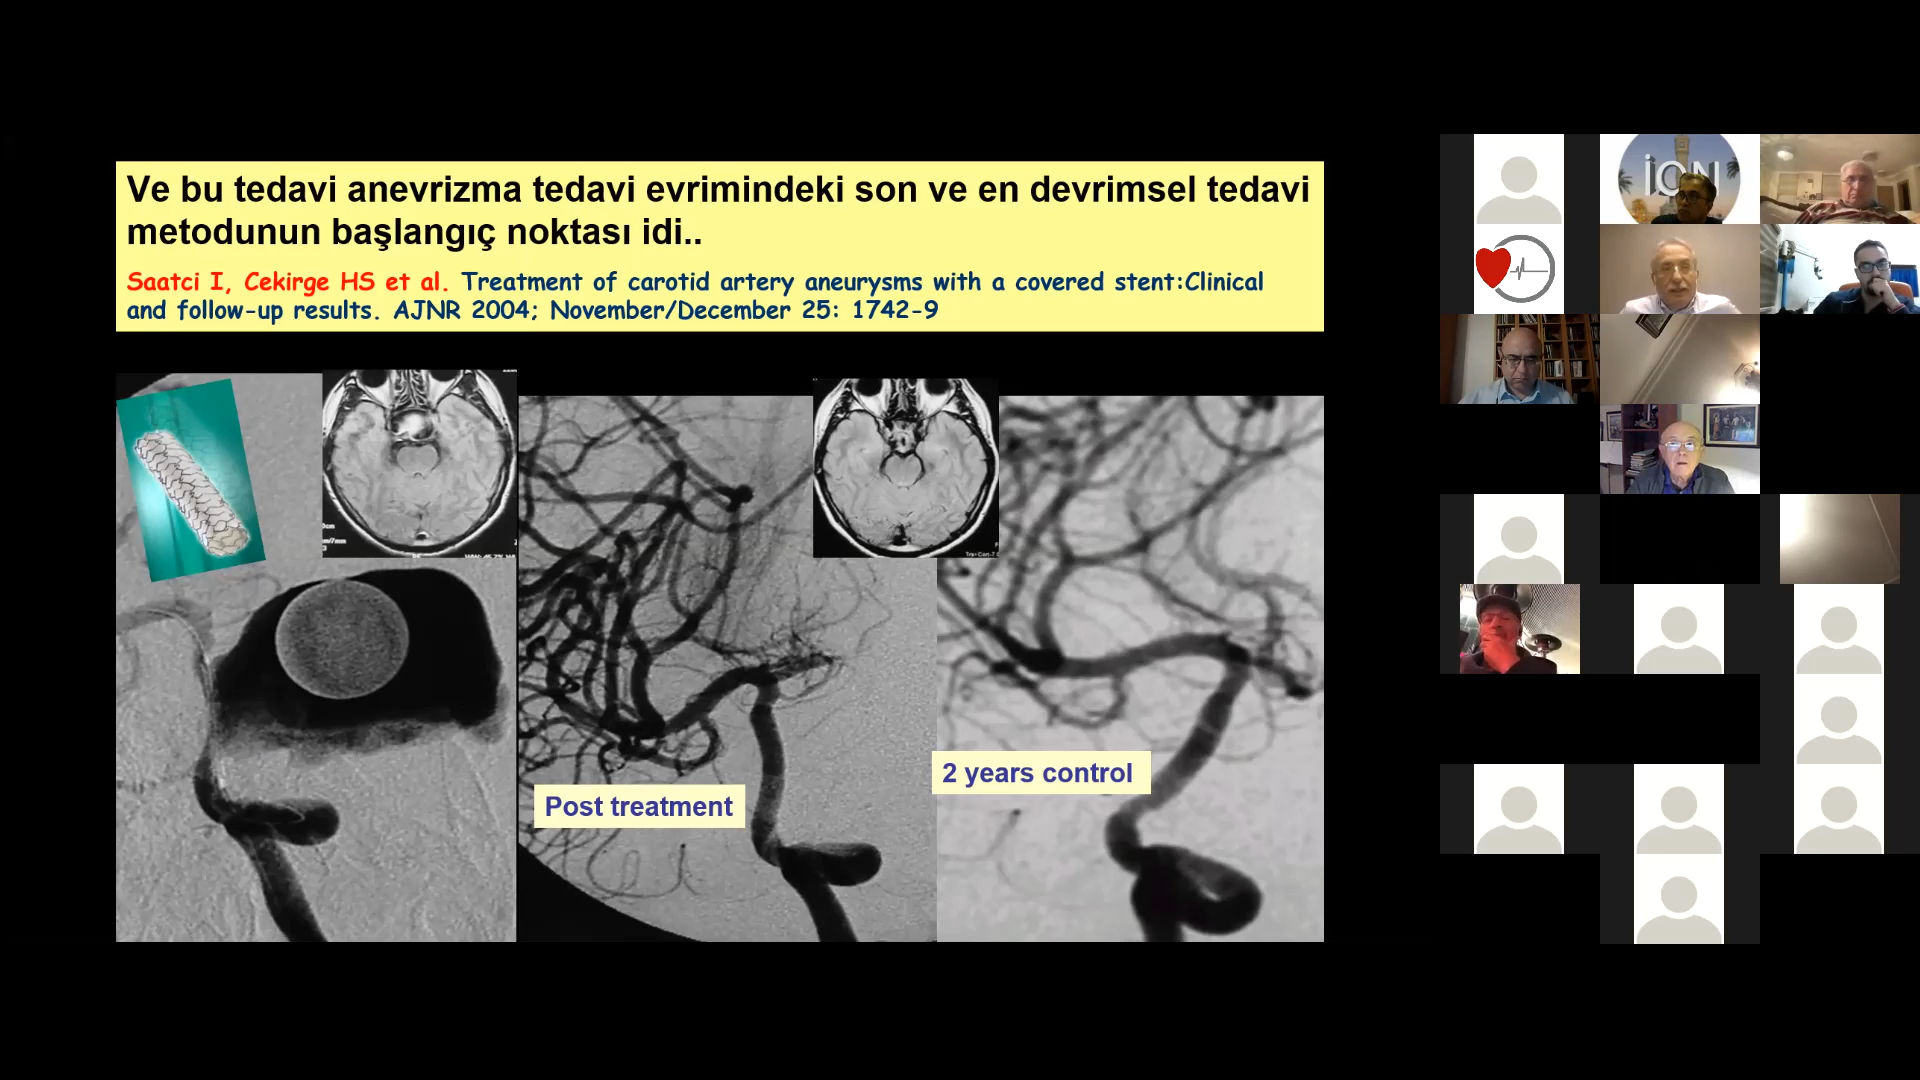 Ve bu tedavi anevrizma tedavi evrimindeki son ve en devrimsel tedavi
metodunun başlangıç noktası idi..
Saatci I, Cekirge HS et al. Treatment of carotid artery aneurysms with a covered stent:Clinical
and follow-up results. AJNR 2004; November/December 25: 1742-9
Post treatment
2 years control
İON